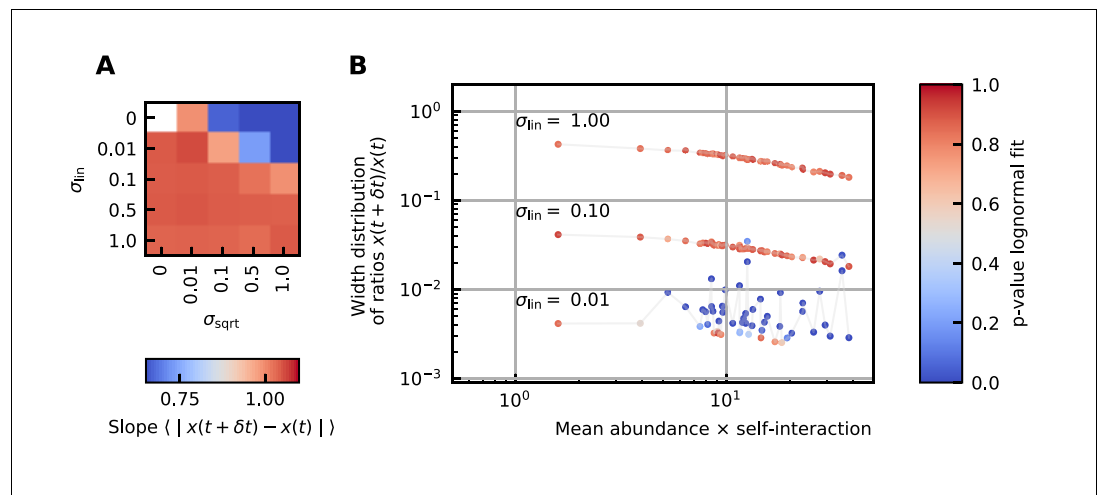 A
0
0.01
0.1
0.5
1.0
σlin
0
0.01
0.1
0.5
1.0
σsqrt
0.75
1.00
Slope ⟨ | x(t + δt) − x(t) | ⟩
B
Width distribution
of ratios x(t + δt)/x(t)
10⁰
10⁻¹
10⁻²
10⁻³
σlin = 1.00
σlin = 0.10
σlin = 0.01
10⁰
10¹
Mean abundance × self-interaction
1.0
0.8
0.6
0.4
0.2
0.0
p-value lognormal fit